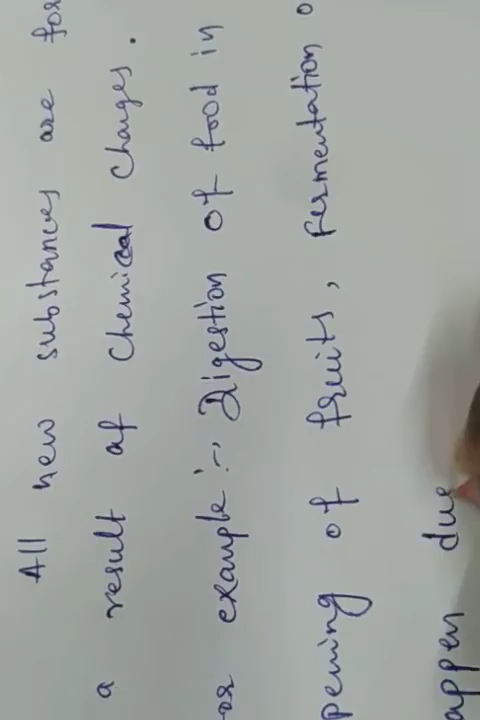 All new substances are for
a result of Chemical Changes.
or example :- Digestion of food in
pening of fruits, fermentation o
appen due